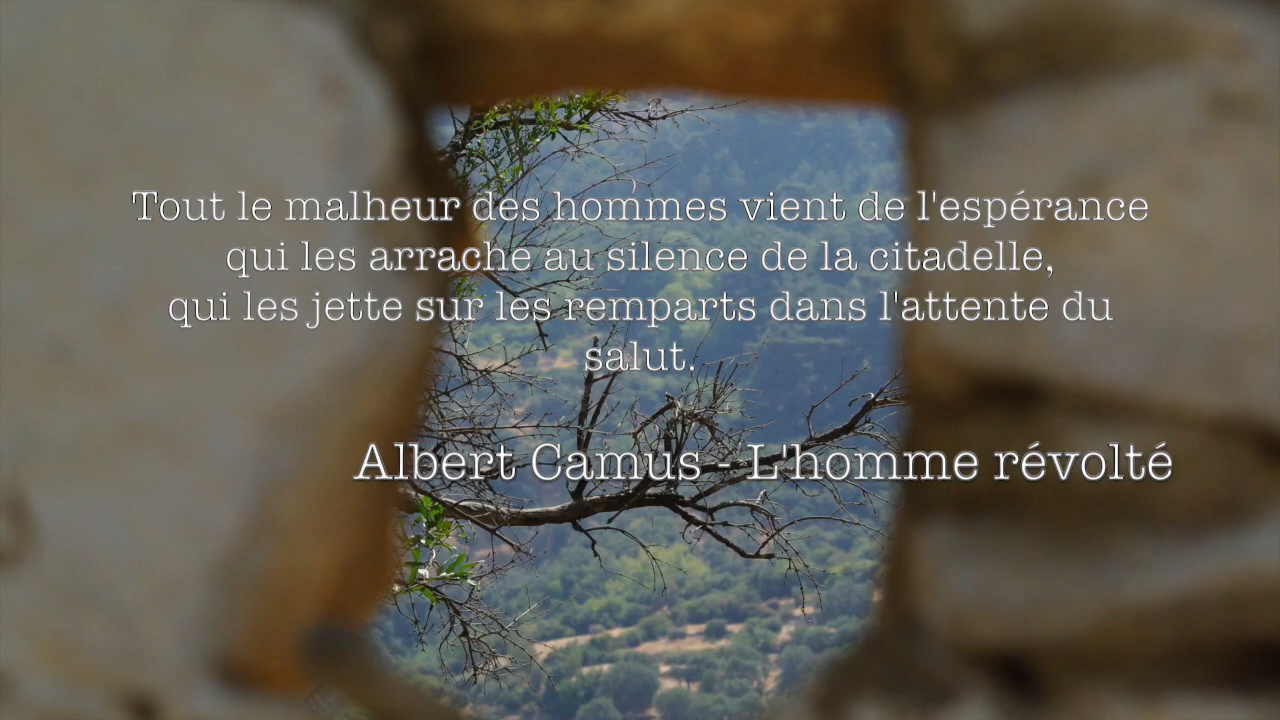 Tout le malheur des hommes vient de l'espérance
qui les arrache au silence de la citadelle,
qui les jette sur les remparts dans l'attente du
salut.
Albert Camus - L'homme révolté